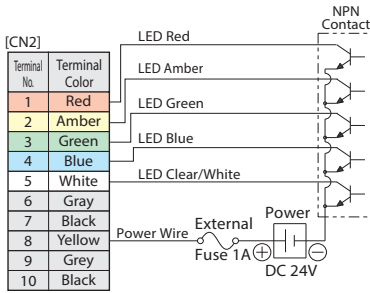 NPN
Contact
[CN2]
Terminal No. Terminal Color
1 Red
2 Amber
3 Green
4 Blue
5 White
6 Gray
7 Black
8 Yellow
9 Grey
10 Black
LED Red
LED Amber
LED Green
LED Blue
LED Clear/White
Power Wire
External
Fuse 1A
Power
+ −
DC 24V